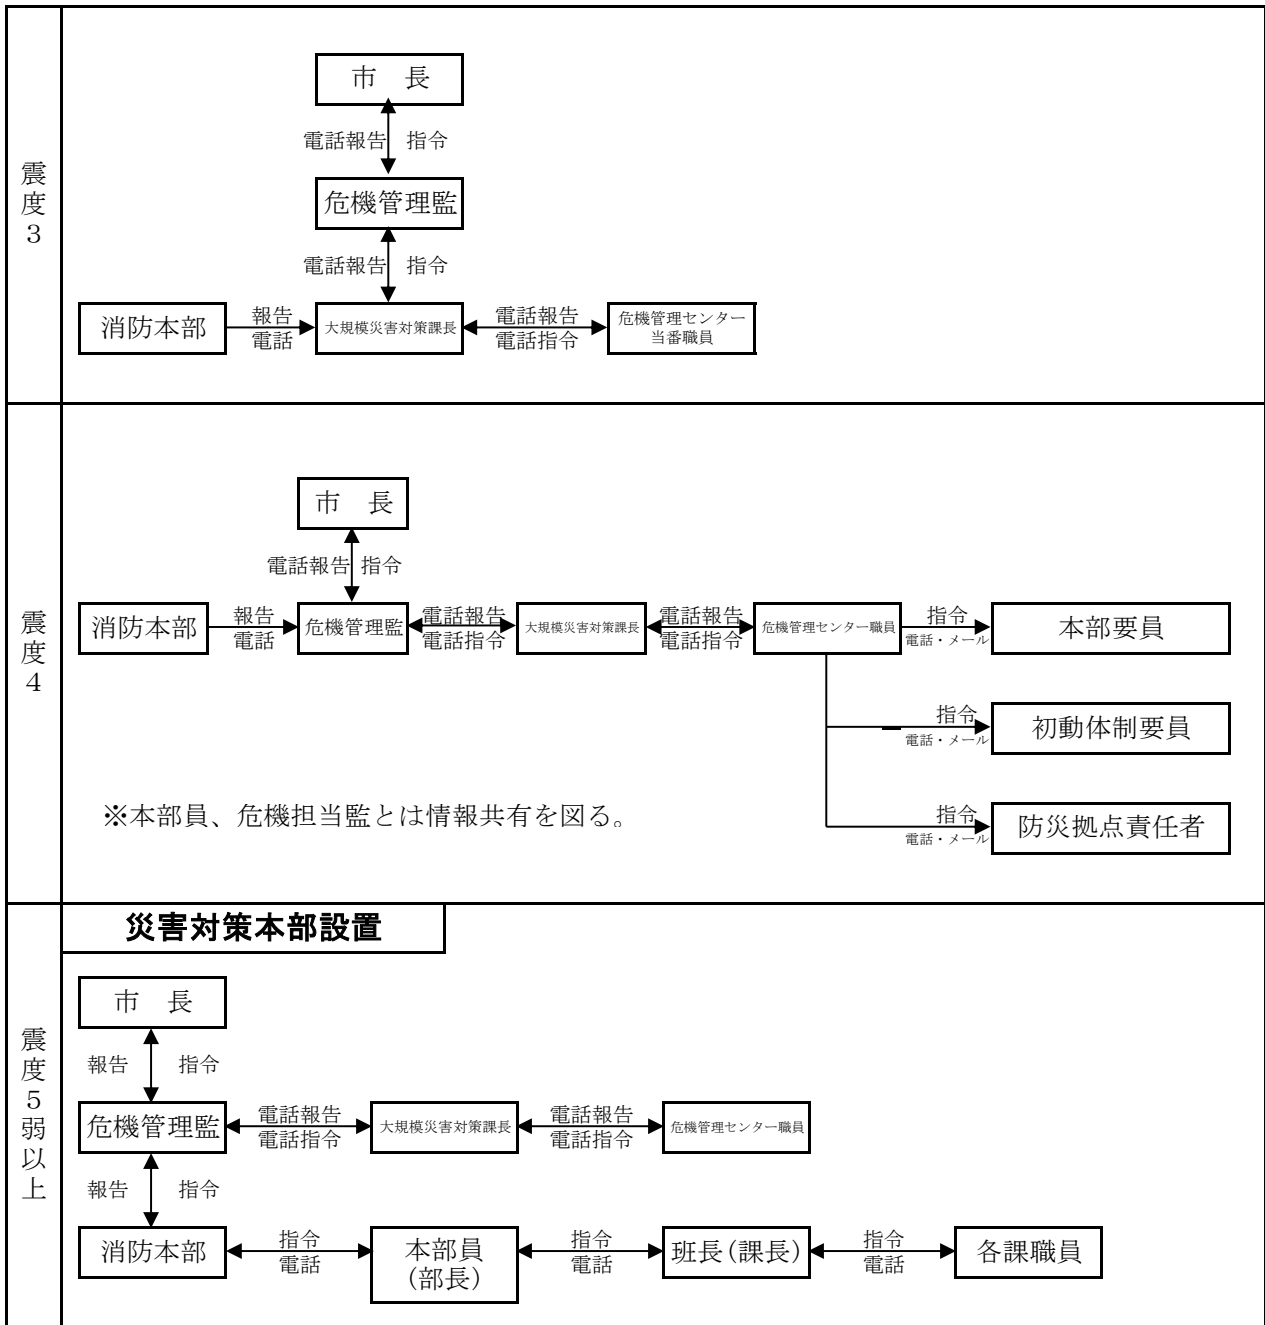 震度3
市　長
電話報告　指令
危機管理監
電話報告　指令
消防本部
報告
電話
大規模災害対策課長
電話報告
電話指令
危機管理センター
当番職員
震度4
市　長
電話報告 指令
消防本部
報告
電話
危機管理監
電話報告
電話指令
大規模災害対策課長
電話報告
電話指令
危機管理センター職員
指令
電話・メール
本部要員
指令
電話・メール
初動体制要員
指令
電話・メール
防災拠点責任者
※本部員、危機担当監とは情報共有を図る。
震度5弱以上
災害対策本部設置
市　長
報告　指令
危機管理監
電話報告
電話指令
大規模災害対策課長
電話報告
電話指令
危機管理センター職員
報告　指令
消防本部
指令
電話
本部員
(部長)
指令
電話
班長(課長)
指令
電話
各課職員